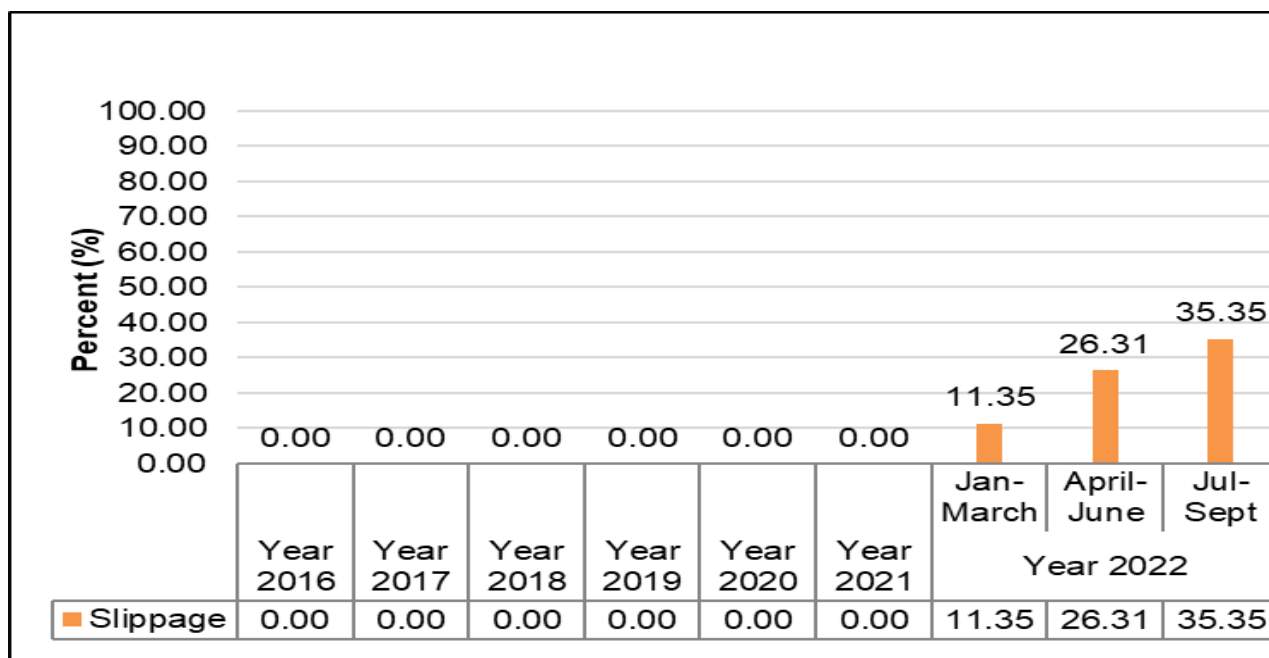 100.00
90.00
80.00
70.00
60.00
50.00
40.00
30.00
20.00
10.00
0.00
Percent (%)
0.00 0.00 0.00 0.00 0.00 0.00 11.35 26.31 35.35
Jan- April- Jul-
March June Sept
Year Year Year Year Year Year Year 2022
2016 2017 2018 2019 2020 2021
Slippage 0.00 0.00 0.00 0.00 0.00 0.00 11.35 26.31 35.35